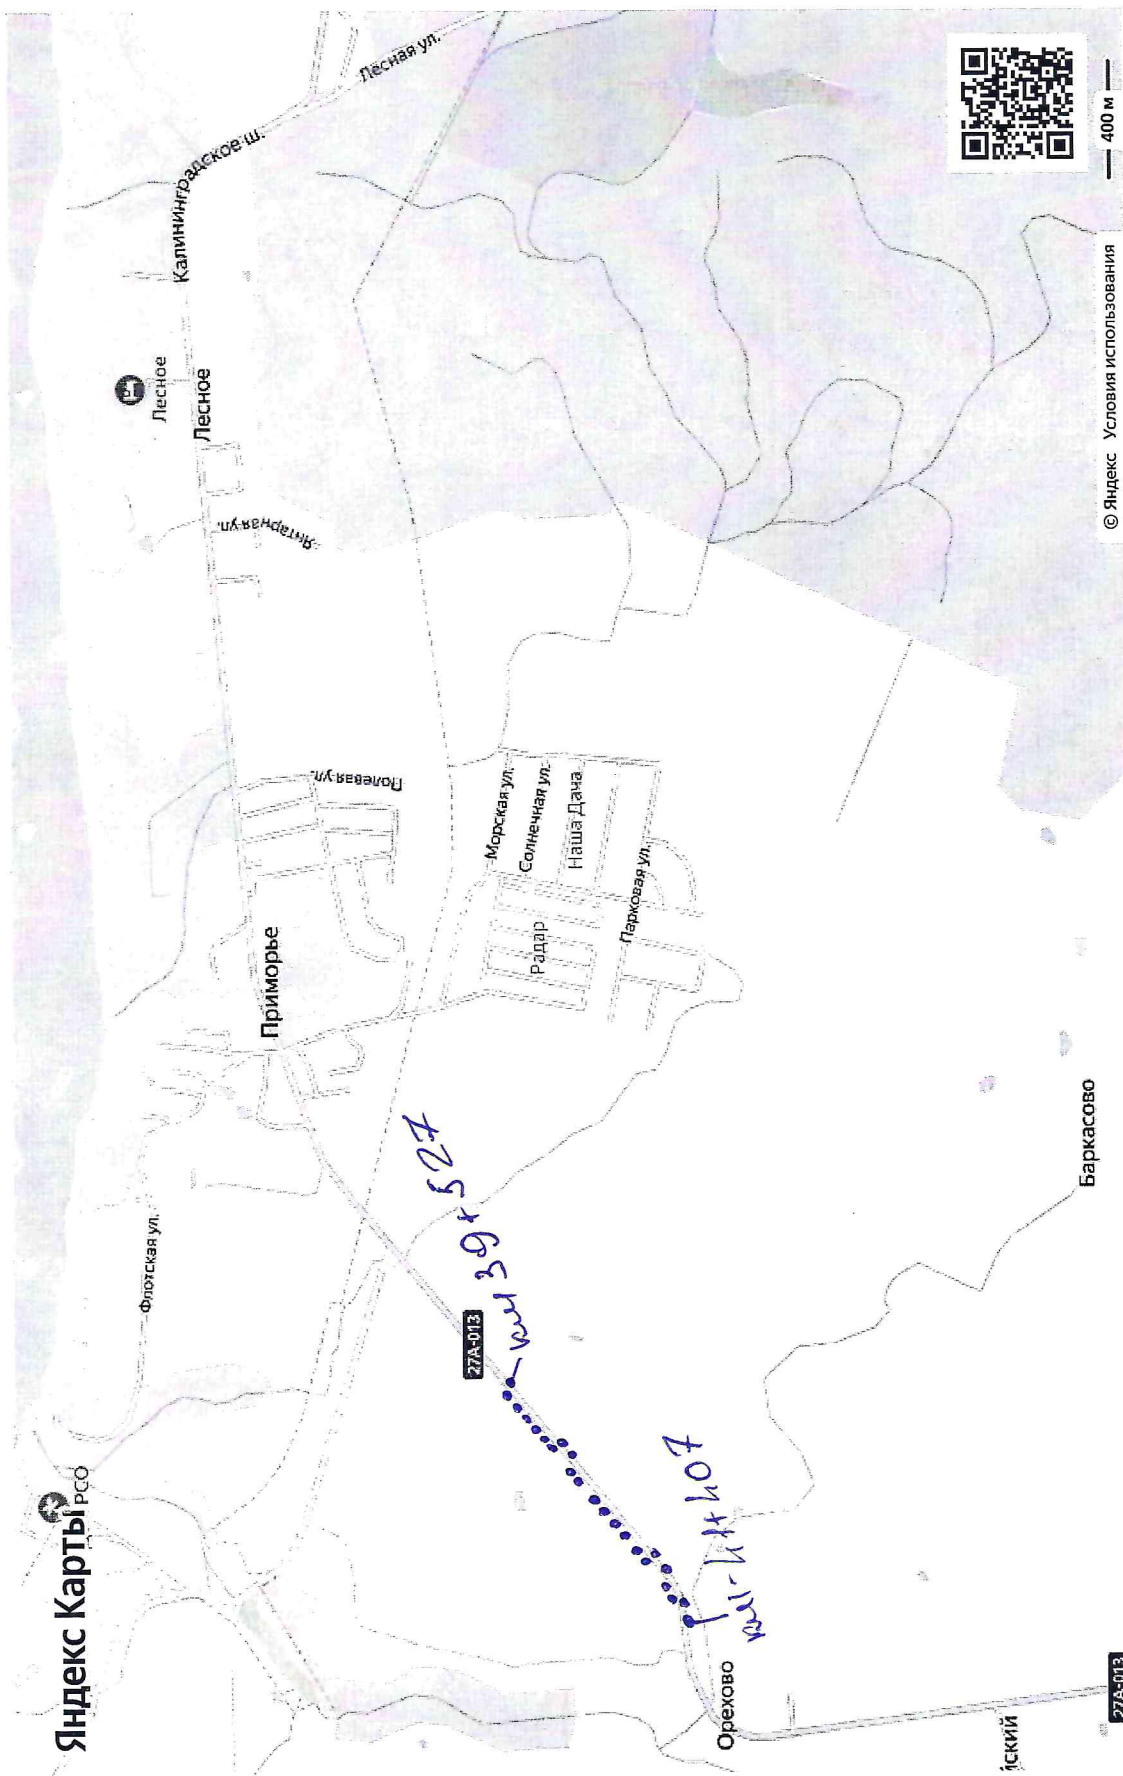 Яндекс Карты
РСО
Флотская ул.
Приморье
Полевая ул.
Янтарная ул.
Лесное
Лесное
Калининградское ш.
Лесная ул.
27А-013
км 39+527
Морская ул.
Солнечная ул.
Наша Дача
Радар
Парковая ул.
км-41+407
Орехово
Баркасово
йский
27А-013
© Яндекс Условия использования
400 м